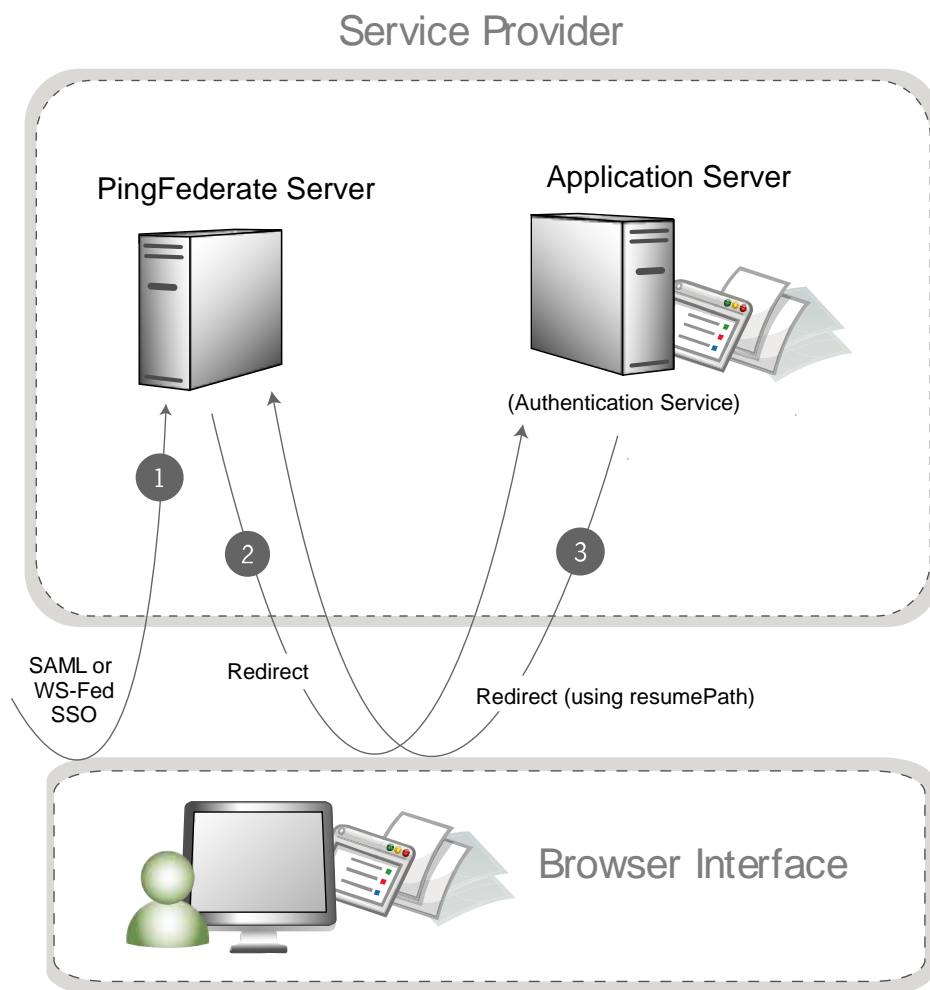 Service Provider
PingFederate Server
Application Server
(Authentication Service)
1
2
3
SAML or
WS-Fed
SSO
Redirect
Redirect (using resumePath)
Browser Interface